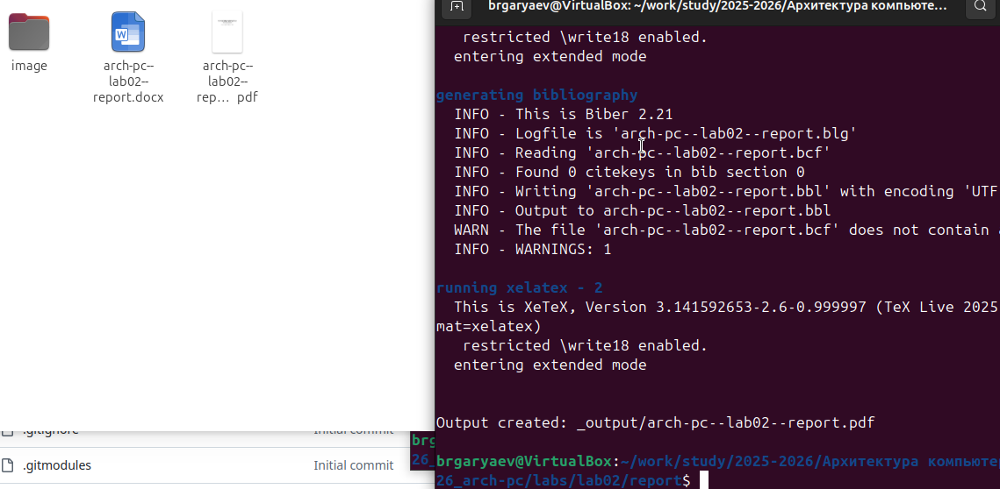 image
arch-pc--
lab02--
report.docx
arch-pc--
lab02--
rep... pdf
.gitignore
Initial commit
.gitmodules
Initial commit
brg
26_
brgaryaev@VirtualBox: ~/work/study/2025-2026/Архитектура компьюте...
restricted \write18 enabled.
entering extended mode
generating bibliography
INFO - This is Biber 2.21
INFO - Logfile is 'arch-pc--lab02--report.blg'
INFO - Reading 'arch-pc--lab02--report.bcf'
INFO - Found 0 citekeys in bib section 0
INFO - Writing 'arch-pc--lab02--report.bbl' with encoding 'UTF
INFO - Output to arch-pc--lab02--report.bbl
WARN - The file 'arch-pc--lab02--report.bcf' does not contain
INFO - WARNINGS: 1
running xelatex - 2
This is XeTeX, Version 3.141592653-2.6-0.999997 (TeX Live 2025
mat=xelatex)
restricted \write18 enabled.
entering extended mode
Output created: _output/arch-pc--lab02--report.pdf
brgaryaev@VirtualBox:~/work/study/2025-2026/Архитектура компьюте
26_arch-pc/labs/lab02/report$